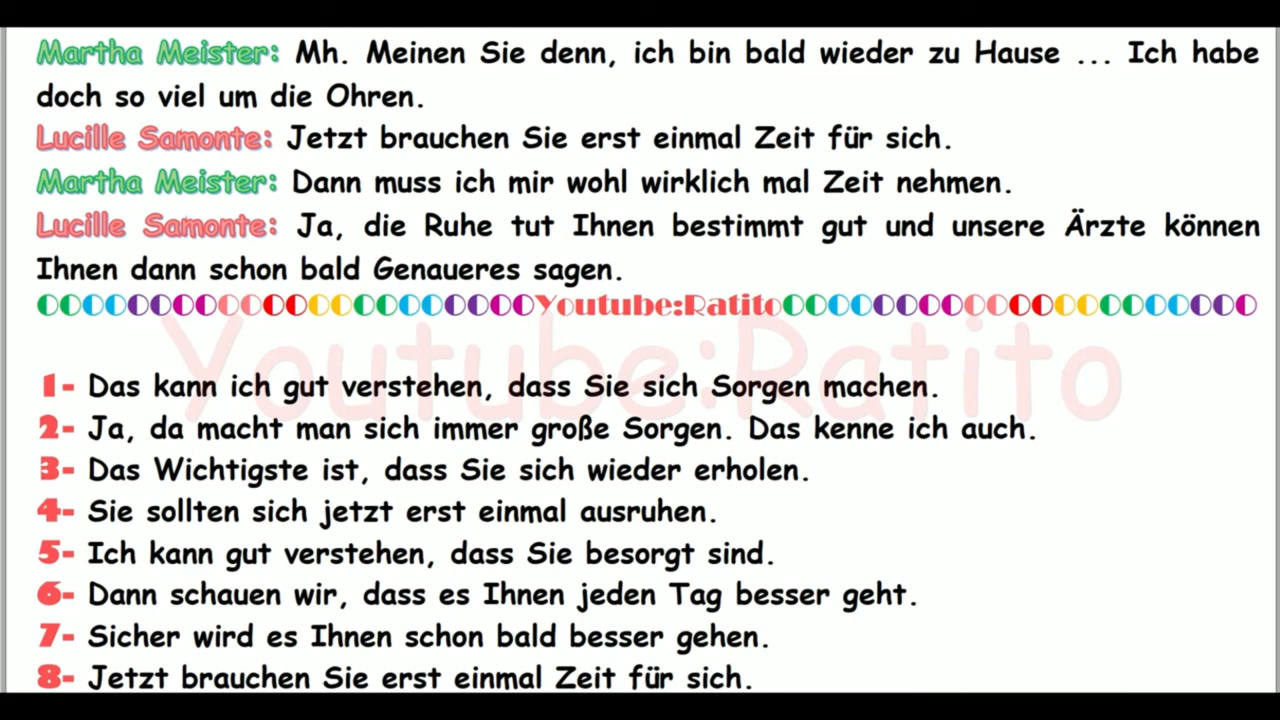 Martha Meister: Mh. Meinen Sie denn, ich bin bald wieder zu Hause ... Ich habe
doch so viel um die Ohren.
Lucille Samonte: Jetzt brauchen Sie erst einmal Zeit für sich.
Martha Meister: Dann muss ich mir wohl wirklich mal Zeit nehmen.
Lucille Samonte: Ja, die Ruhe tut Ihnen bestimmt gut und unsere Ärzte können
Ihnen dann schon bald Genaueres sagen.
Youtube:Ratito
Youtube:Ratito
1- Das kann ich gut verstehen, dass Sie sich Sorgen machen.
2- Ja, da macht man sich immer große Sorgen. Das kenne ich auch.
3- Das Wichtigste ist, dass Sie sich wieder erholen.
4- Sie sollten sich jetzt erst einmal ausruhen.
5- Ich kann gut verstehen, dass Sie besorgt sind.
6- Dann schauen wir, dass es Ihnen jeden Tag besser geht.
7- Sicher wird es Ihnen schon bald besser gehen.
8- Jetzt brauchen Sie erst einmal Zeit für sich.